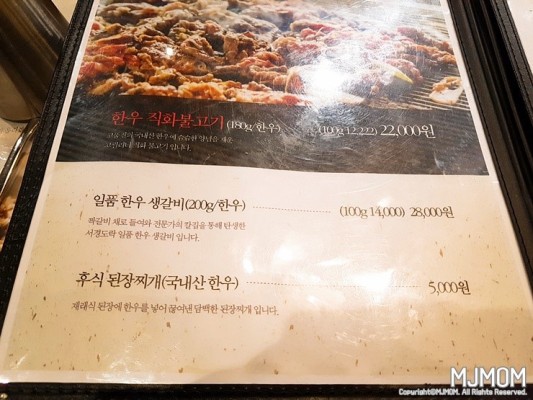 한우 직화불고기(180g/한우) (100g 12,222) 22,000원
일품 한우 생갈비(200g/한우) (100g 14,000) 28,000원
짝갈비 째로 들여와 전문가의 칼집을 통해 탄생한
서경도락 일품 한우 생갈비 입니다.
후식 된장찌개(국내산 한우) 5,000원
재래식 된장에 한우를 넣어 끓여낸 담백한 된장찌개 입니다.
MJMOM
Copyright©MJMOM. All Rights Reserved.